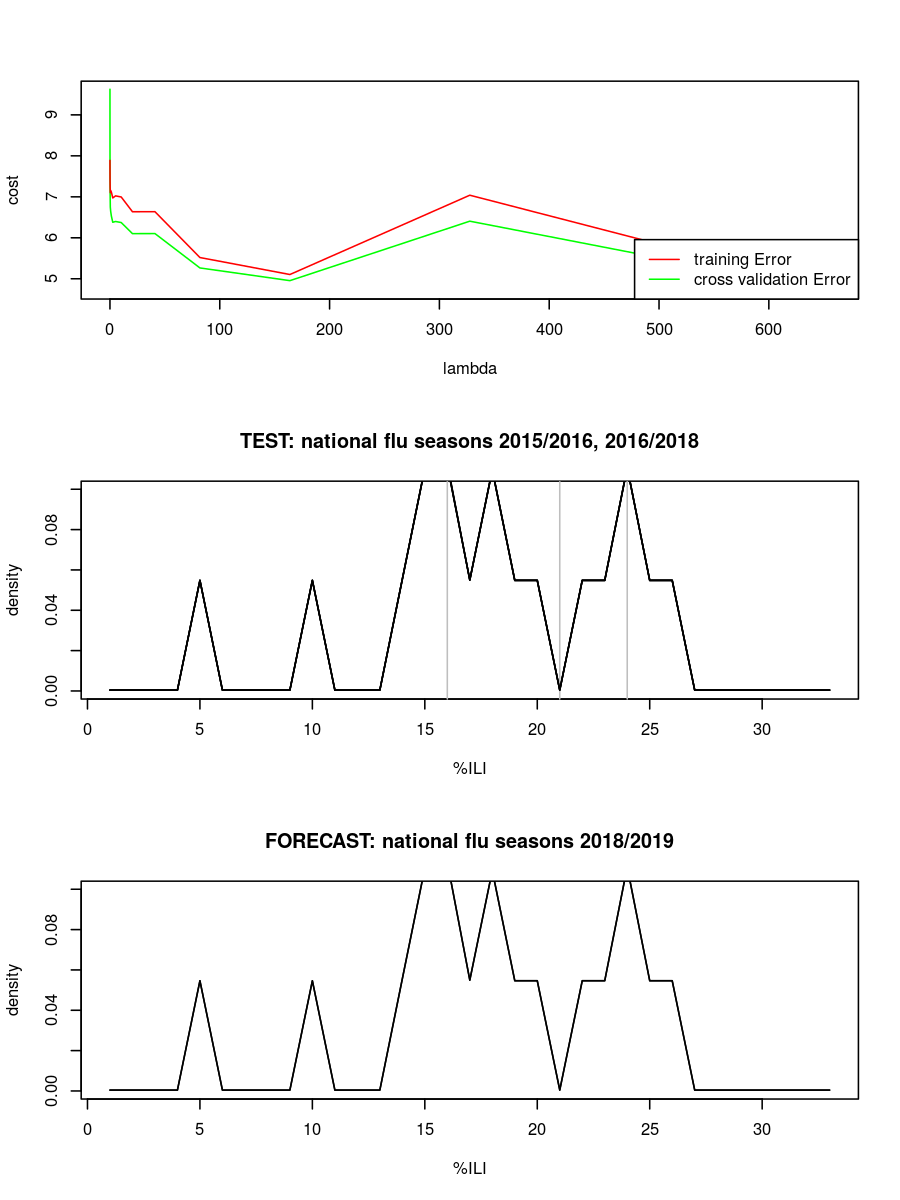 9
8
7
6
5
cost
training Error
cross validation Error
0 100 200 300 400 500 600
lambda
TEST: national flu seasons 2015/2016, 2016/2018
0.08
0.04
0.00
density
0 5 10 15 20 25 30
%ILI
FORECAST: national flu seasons 2018/2019
0.08
0.04
0.00
density
0 5 10 15 20 25 30
%ILI